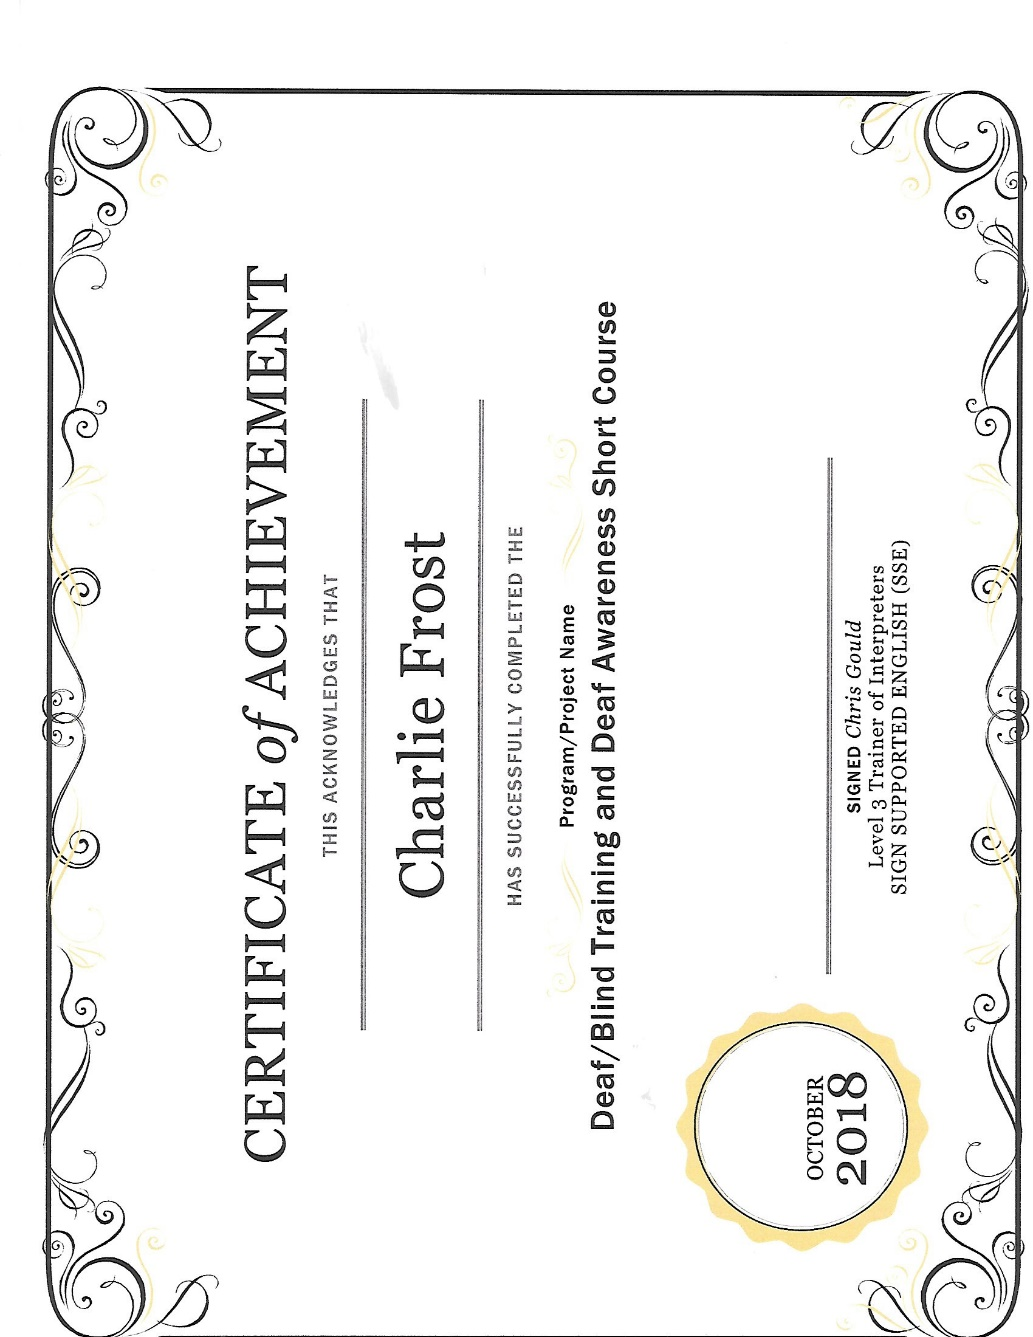 CERTIFICATE of ACHIEVEMENT
THIS ACKNOWLEDGES THAT
Charlie Frost
HAS SUCCESSFULLY COMPLETED THE
Program/Project Name
Deaf/Blind Training and Deaf Awareness Short Course
OCTOBER
2018
SIGNED Chris Gould
Level 3 Trainer of Interpreters
SIGN SUPPORTED ENGLISH (SSE)